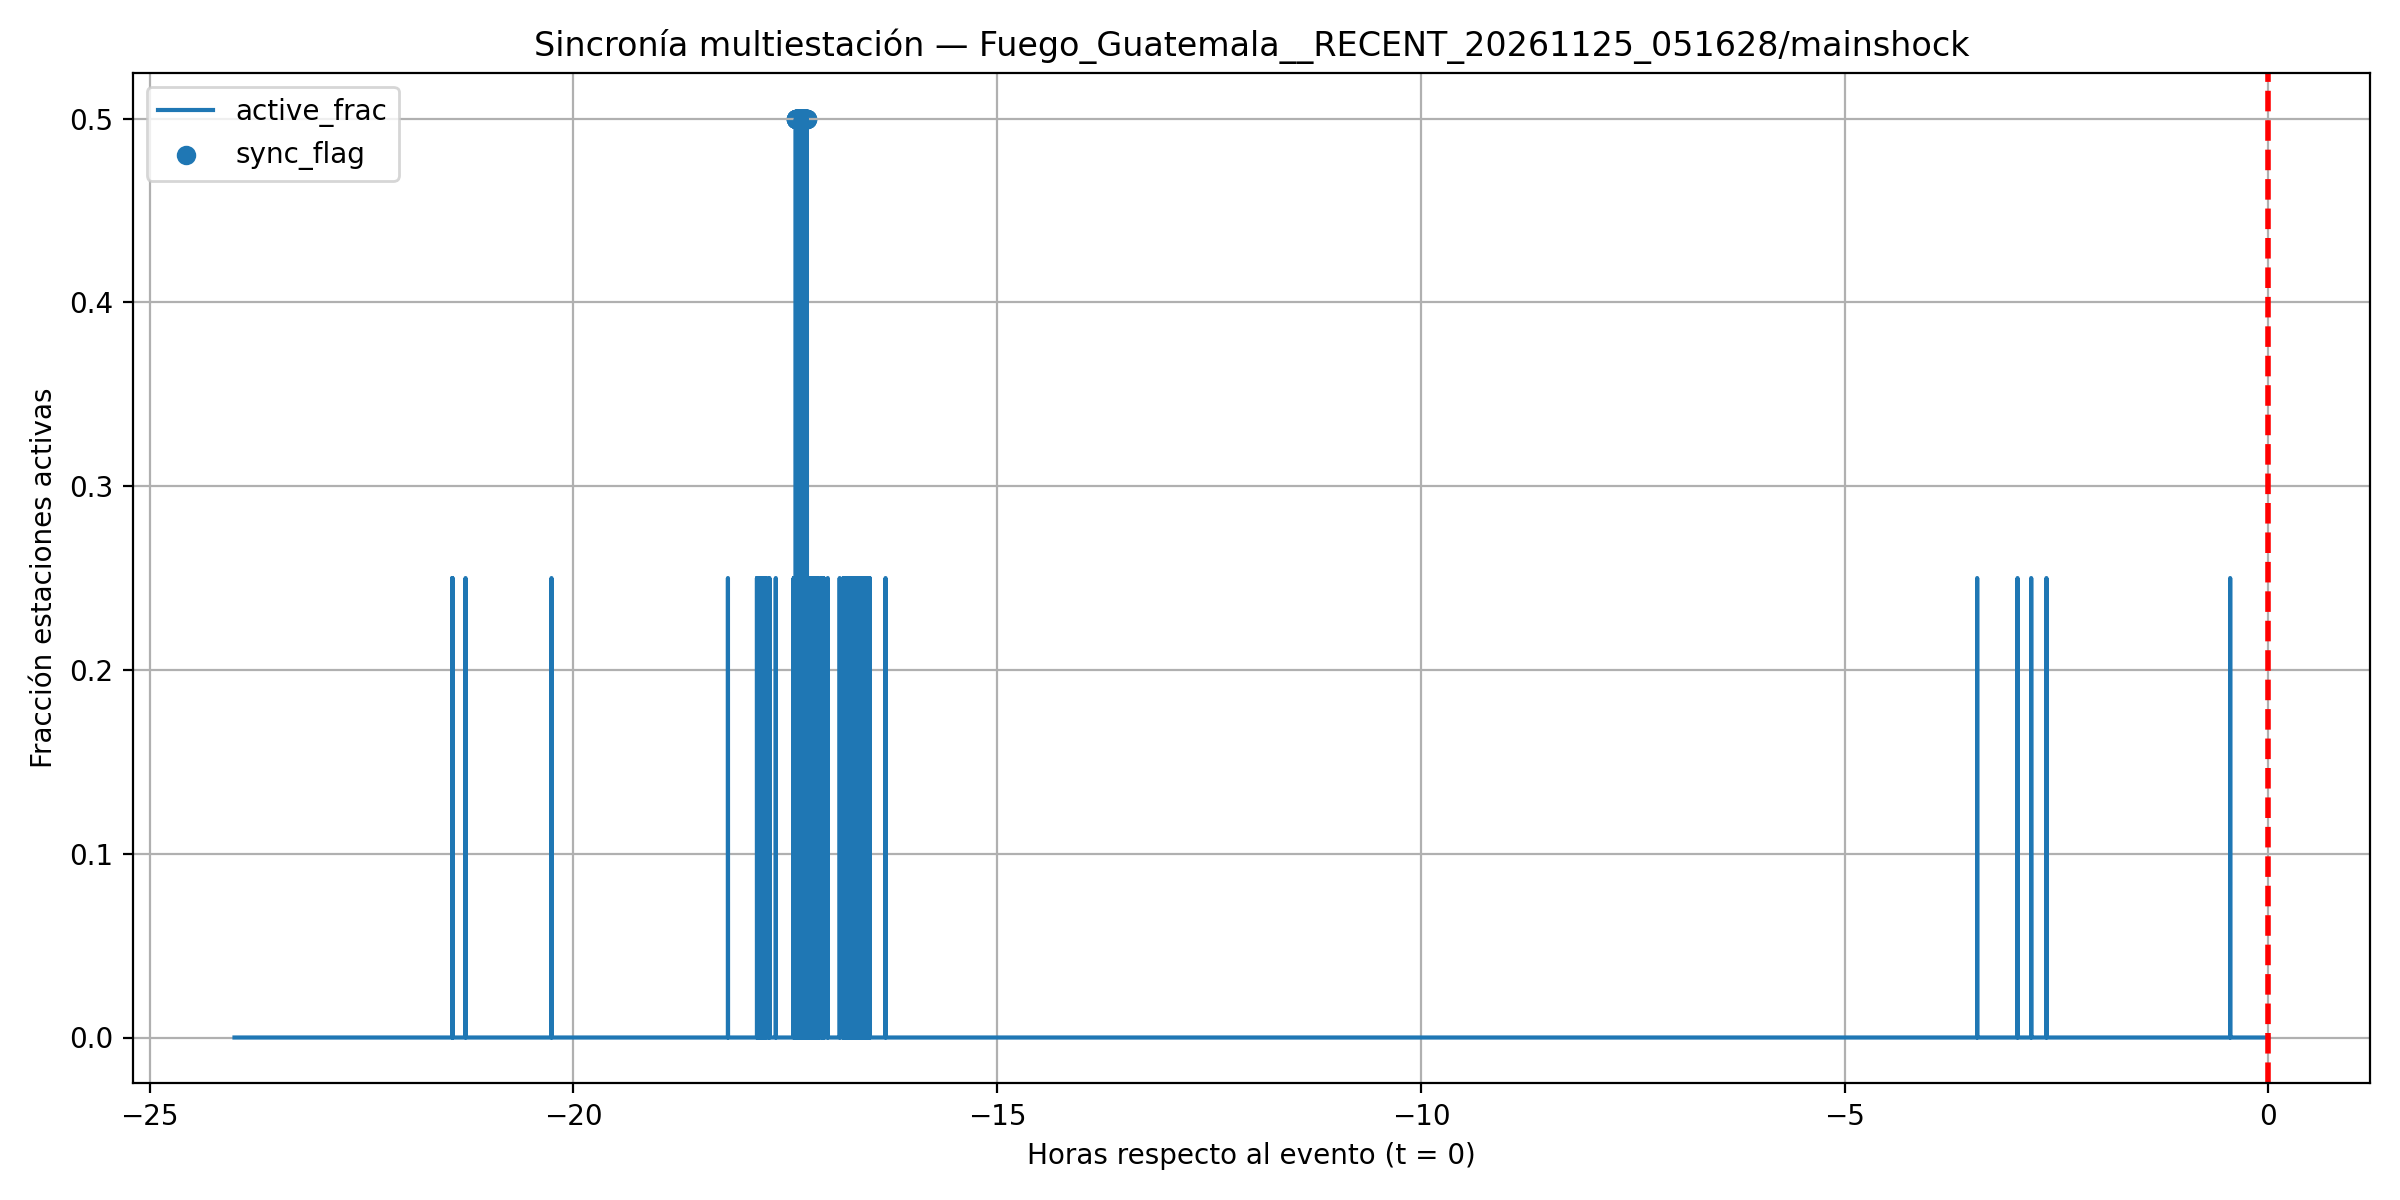 Sincronía multiestación — Fuego_Guatemala__RECENT_20261125_051628/mainshock
active_frac
sync_flag
Fracción estaciones activas
0.5
0.4
0.3
0.2
0.1
0.0
−25
−20
−15
−10
−5
0
Horas respecto al evento (t = 0)